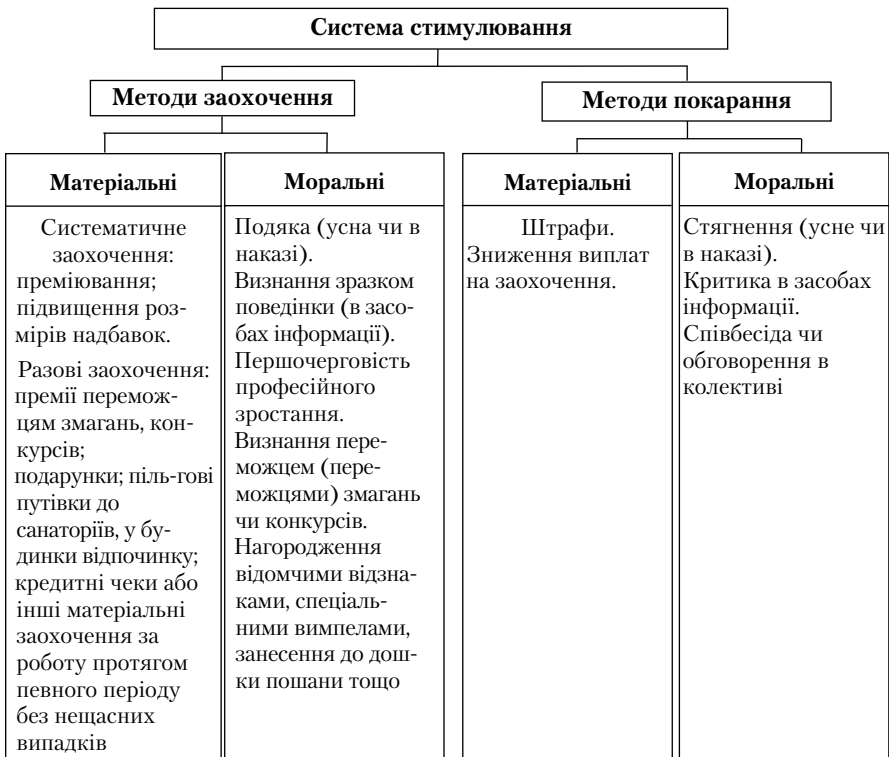 Система стимулювання
Методи заохочення
Методи покарання
Матеріальні
Систематичне
заохочення:
преміювання;
підвищення роз-
мірів надбавок.
Разові заохочення:
премії перемож-
цям змагань, кон-
курсів;
подарунки; піль-гові
путівки до
санаторіїв, у бу-
динки відпочинку;
кредитні чеки або
інші матеріальні
заохочення за
роботу протягом
певного періоду
без нещасних
випадків
Моральні
Подяка (усна чи в
наказі).
Визнання зразком
поведінки (в засо-
бах інформації).
Першочерговість
професійного
зростання.
Визнання пере-
можцем (пере-
можцями) змагань
чи конкурсів.
Нагородження
відомчими відзна-
ками, спеціаль-
ними вимпелами,
занесення до дош-
ки пошани тощо
Матеріальні
Штрафи.
Зниження виплат
на заохочення.
Моральні
Стягнення (усне чи
в наказі).
Критика в засобах
інформації.
Співбесіда чи
обговорення в
колективі